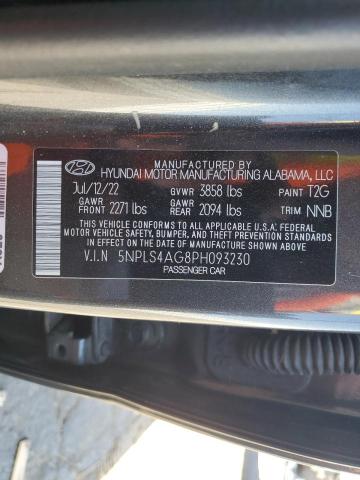 MANUFACTURED BY
HYUNDAI MOTOR MANUFACTURING ALABAMA, LLC
Jul/12/22 GVWR 3858 lbs PAINT T2G
GAWR FRONT 2271 lbs GAWR REAR 2094 lbs TRIM NNB
THIS VEHICLE CONFORMS TO ALL APPLICABLE U.S.A. FEDERAL
MOTOR VEHICLE SAFETY, BUMPER, AND THEFT PREVENTION STANDARDS
IN EFFECT ON THE DATE OF MANUFACTURE SHOWN ABOVE.
V.I.N 5NPLS4AG8PH093230
PASSENGER CAR